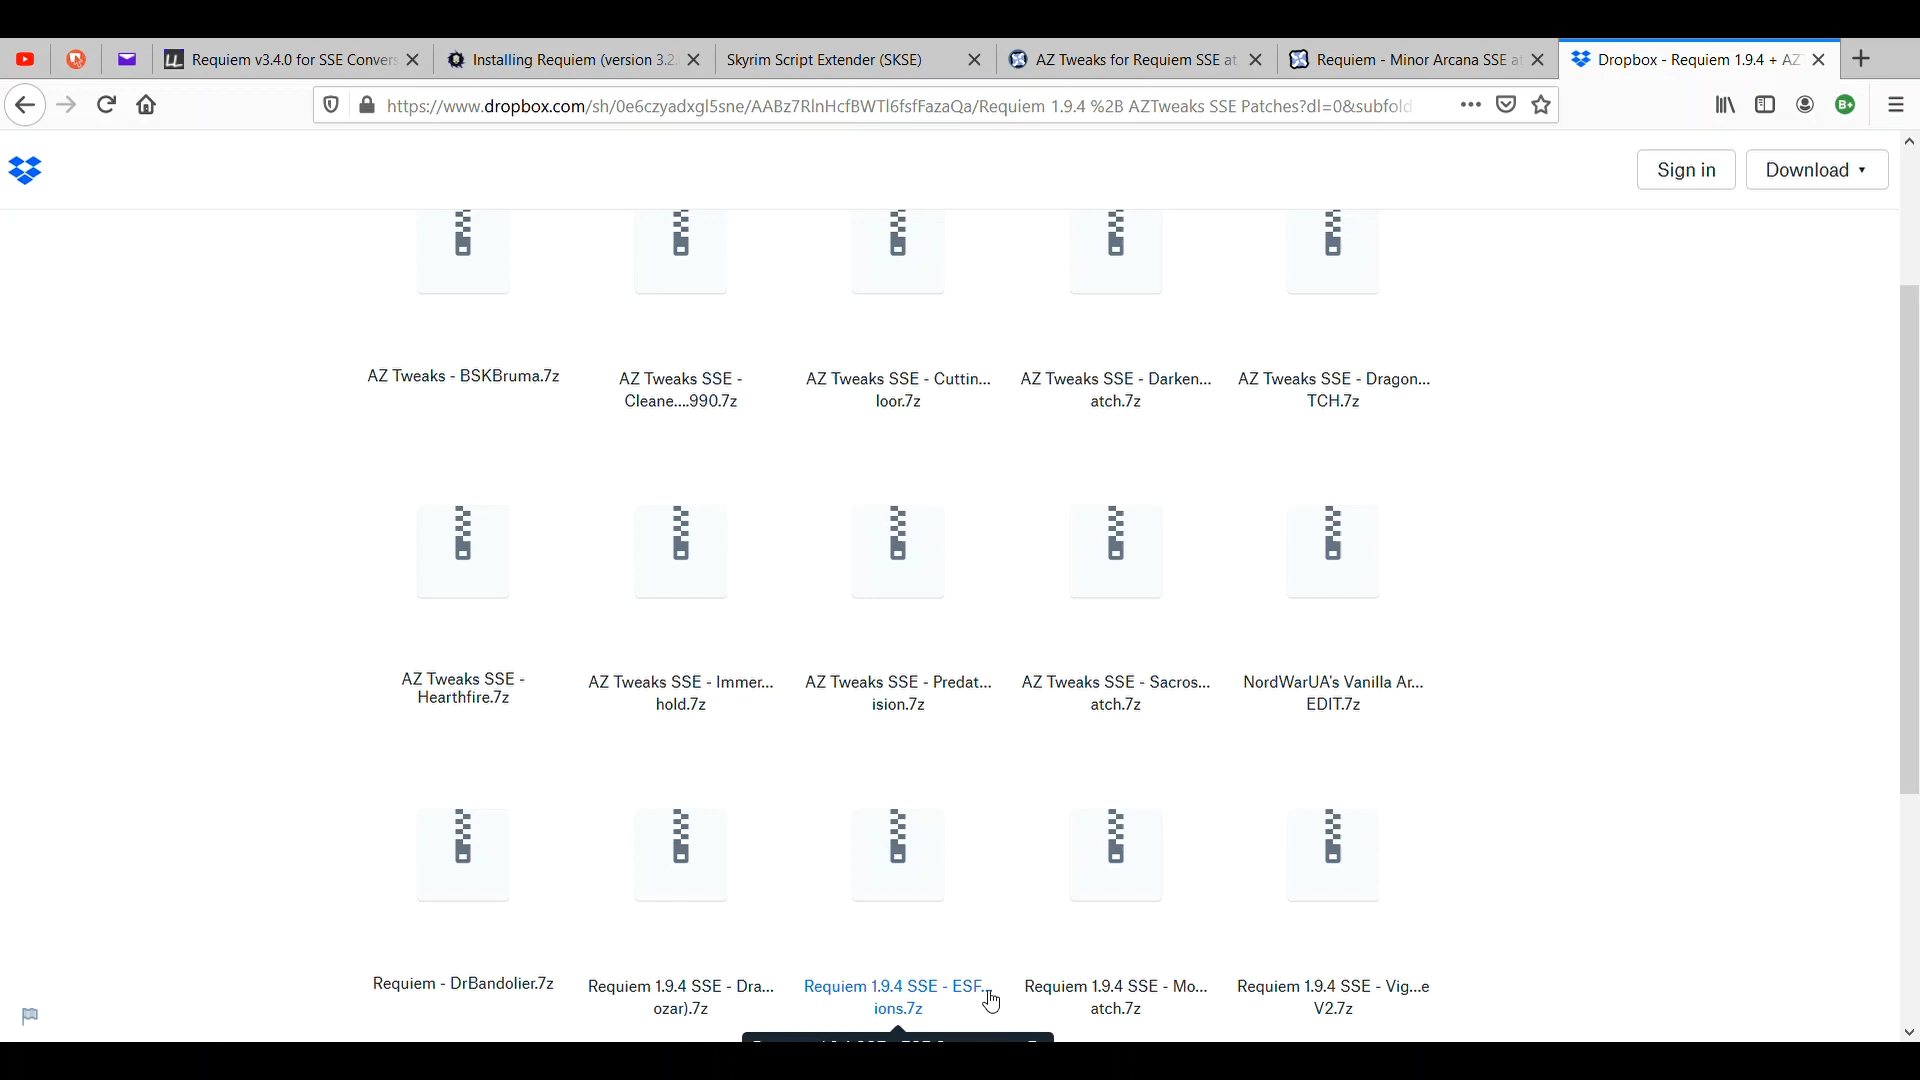 Requiem v3.4.0 for SSE Convers
Installing Requiem (version 3.2.
Skyrim Script Extender (SKSE)
AZ Tweaks for Requiem SSE at
Requiem - Minor Arcana SSE a
Dropbox - Requiem 1.9.4 + AZ
https://www.dropbox.com/sh/0e6czyadxgl5sne/AABz7RlnHcfBWTl6fsfFazaQa/Requiem 1.9.4 %2B AZTweaks SSE Patches?dl=0&subfold
B+
Sign in
Download
AZ Tweaks - BSKBruma.7z
AZ Tweaks SSE -
Cleane....990.7z
AZ Tweaks SSE - Cuttin...
loor.7z
AZ Tweaks SSE - Darken...
atch.7z
AZ Tweaks SSE - Dragon...
TCH.7z
AZ Tweaks SSE -
Hearthfire.7z
AZ Tweaks SSE - Immer...
hold.7z
AZ Tweaks SSE - Predat...
ision.7z
AZ Tweaks SSE - Sacros...
atch.7z
NordWarUA's Vanilla Ar...
EDIT.7z
Requiem - DrBandolier.7z
Requiem 1.9.4 SSE - Dra...
ozar).7z
Requiem 1.9.4 SSE - ESF...
ions.7z
Requiem 1.9.4 SSE - Mo...
atch.7z
Requiem 1.9.4 SSE - Vig...e
V2.7z